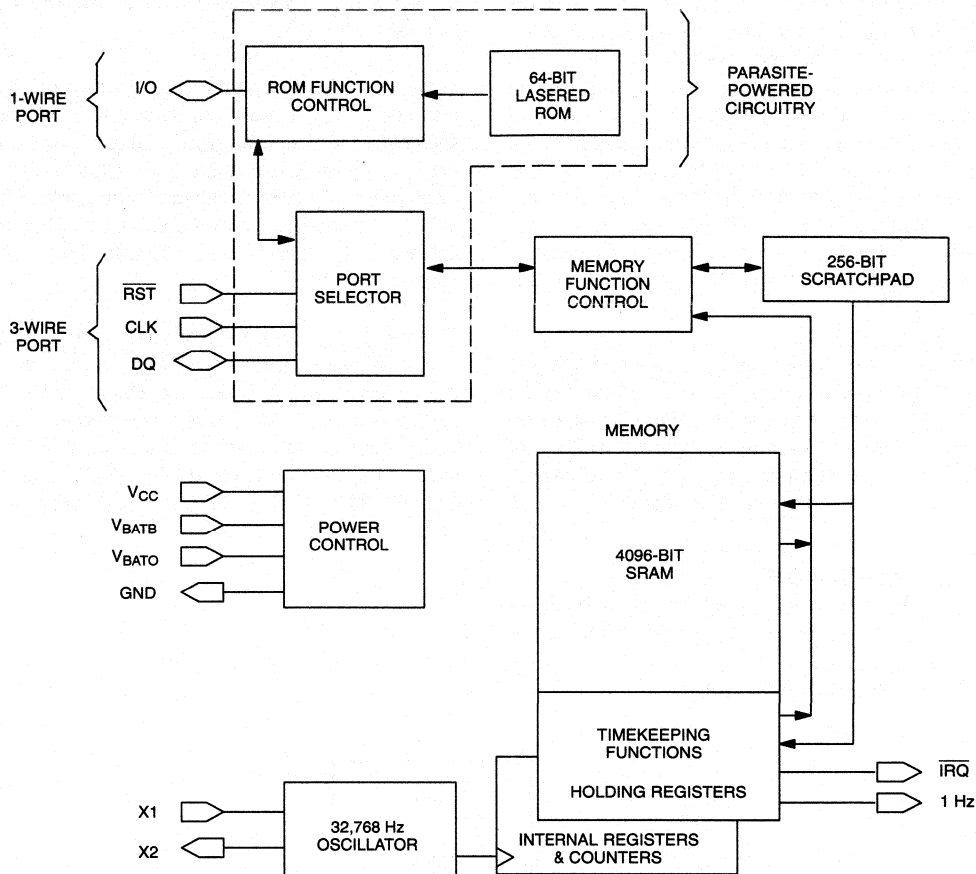 1-WIRE
PORT
I/O
ROM FUNCTION
CONTROL
64-BIT
LASERED
ROM
PARASITE-
POWERED
CIRCUITRY
3-WIRE
PORT
RST
CLK
DQ
PORT
SELECTOR
MEMORY
FUNCTION
CONTROL
256-BIT
SCRATCHPAD
MEMORY
VCC
VBATB
VBATO
GND
POWER
CONTROL
4096-BIT
SRAM
TIMEKEEPING
FUNCTIONS
HOLDING REGISTERS
IRQ
1 Hz
X1
X2
32,768 Hz
OSCILLATOR
INTERNAL REGISTERS
& COUNTERS